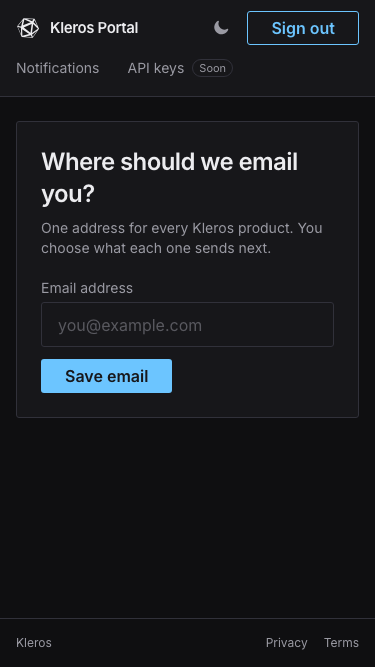 Kleros Portal
Sign out
Notifications
API keys
Soon
Where should we email
you?
One address for every Kleros product. You
choose what each one sends next.
Email address
you@example.com
Save email
Kleros
Privacy
Terms